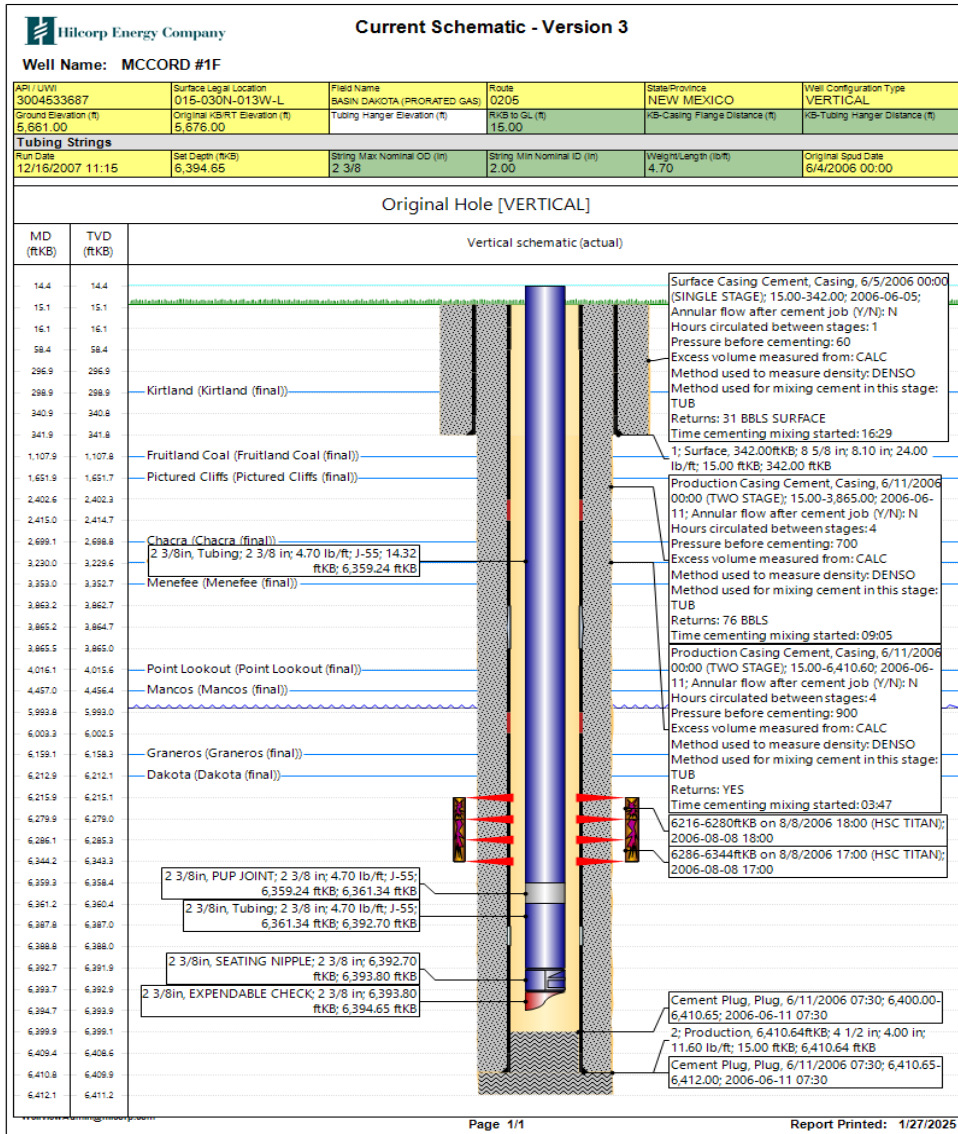 Hilcorp Energy Company
Current Schematic - Version 3
Well Name: MCCORD #1F
API / UWI
3004533687
Surface Legal Location
015-030N-013W-L
Field Name
BASIN DAKOTA (PRORATED GAS)
Route
0205
State/Province
NEW MEXICO
Well Configuration Type
VERTICAL
Ground Elevation (ft)
5,661.00
Original KB/RT Elevation (ft)
5,676.00
Tubing Hanger Elevation (ft)
RKB to GL (ft)
15.00
KB-Casing Flange Distance (ft)
KB-Tubing Hanger Distance (ft)
Tubing Strings
Run Date
12/16/2007 11:15
Set Depth (ftKB)
6,394.65
String Max Nominal OD (in)
2 3/8
String Min Nominal ID (in)
2.00
Weight/Length (lb/ft)
4.70
Original Spud Date
6/4/2006 00:00
Original Hole [VERTICAL]
MD (ftKB)
TVD (ftKB)
Vertical schematic (actual)
14.4 14.4
15.1 15.1
16.1 16.1
58.4 58.4
296.9 296.9
298.9 298.9
340.9 340.8
341.9 341.8
1,107.9 1,107.8
1,651.9 1,651.7
2,402.6 2,402.3
2,415.0 2,414.7
2,699.1 2,698.8
3,230.0 3,229.6
3,353.0 3,352.7
3,863.2 3,862.7
3,865.2 3,864.7
3,865.5 3,865.0
4,016.1 4,015.6
4,457.0 4,456.4
5,993.8 5,993.0
6,003.3 6,002.5
6,159.1 6,158.3
6,212.9 6,212.1
6,215.9 6,215.1
6,279.9 6,279.0
6,286.1 6,285.3
6,344.2 6,343.3
6,359.3 6,358.4
6,361.2 6,360.4
6,387.8 6,387.0
6,388.8 6,388.0
6,392.7 6,391.9
6,393.7 6,392.9
6,394.7 6,393.9
6,399.9 6,399.1
6,409.4 6,408.6
6,410.8 6,409.9
6,412.1 6,411.2
Kirtland (Kirtland (final))
Fruitland Coal (Fruitland Coal (final))
Pictured Cliffs (Pictured Cliffs (final))
Chacra (Chacra (final))
2 3/8in, Tubing; 2 3/8 in; 4.70 lb/ft; J-55; 14.32
ftKB; 6,359.24 ftKB
Menefee (Menefee (final))
Point Lookout (Point Lookout (final))
Mancos (Mancos (final))
Graneros (Graneros (final))
Dakota (Dakota (final))
2 3/8in, PUP JOINT; 2 3/8 in; 4.70 lb/ft; J-55;
6,359.24 ftKB; 6,361.34 ftKB
2 3/8in, Tubing; 2 3/8 in; 4.70 lb/ft; J-55;
6,361.34 ftKB; 6,392.70 ftKB
2 3/8in, SEATING NIPPLE; 2 3/8 in; 6,392.70
ftKB; 6,393.80 ftKB
2 3/8in, EXPENDABLE CHECK; 2 3/8 in; 6,393.80
ftKB; 6,394.65 ftKB
Surface Casing Cement, Casing, 6/5/2006 00:00
(SINGLE STAGE); 15.00-342.00; 2006-06-05;
Annular flow after cement job (Y/N): N
Hours circulated between stages: 1
Pressure before cementing: 60
Excess volume measured from: CALC
Method used to measure density: DENSO
Method used for mixing cement in this stage:
TUB
Returns: 31 BBLS SURFACE
Time cementing mixing started: 16:29
1; Surface, 342.00ftKB; 8 5/8 in; 8.10 in; 24.00
lb/ft; 15.00 ftKB; 342.00 ftKB
Production Casing Cement, Casing, 6/11/2006
00:00 (TWO STAGE); 15.00-3,865.00; 2006-06-
11; Annular flow after cement job (Y/N): N
Hours circulated between stages: 4
Pressure before cementing: 700
Excess volume measured from: CALC
Method used to measure density: DENSO
Method used for mixing cement in this stage:
TUB
Returns: 76 BBLS
Time cementing mixing started: 09:05
Production Casing Cement, Casing, 6/11/2006
00:00 (TWO STAGE); 15.00-6,410.60; 2006-06-
11; Annular flow after cement job (Y/N): N
Hours circulated between stages: 4
Pressure before cementing: 900
Excess volume measured from: CALC
Method used to measure density: DENSO
Method used for mixing cement in this stage:
TUB
Returns: YES
Time cementing mixing started: 03:47
6216-6280ftKB on 8/8/2006 18:00 (HSC TITAN);
2006-08-08 18:00
6286-6344ftKB on 8/8/2006 17:00 (HSC TITAN);
2006-08-08 17:00
Cement Plug, Plug, 6/11/2006 07:30; 6,400.00-
6,410.65; 2006-06-11 07:30
2; Production, 6,410.64ftKB; 4 1/2 in; 4.00 in;
11.60 lb/ft; 15.00 ftKB; 6,410.64 ftKB
Cement Plug, Plug, 6/11/2006 07:30; 6,410.65-
6,412.00; 2006-06-11 07:30
Page 1/1
Report Printed: 1/27/2025